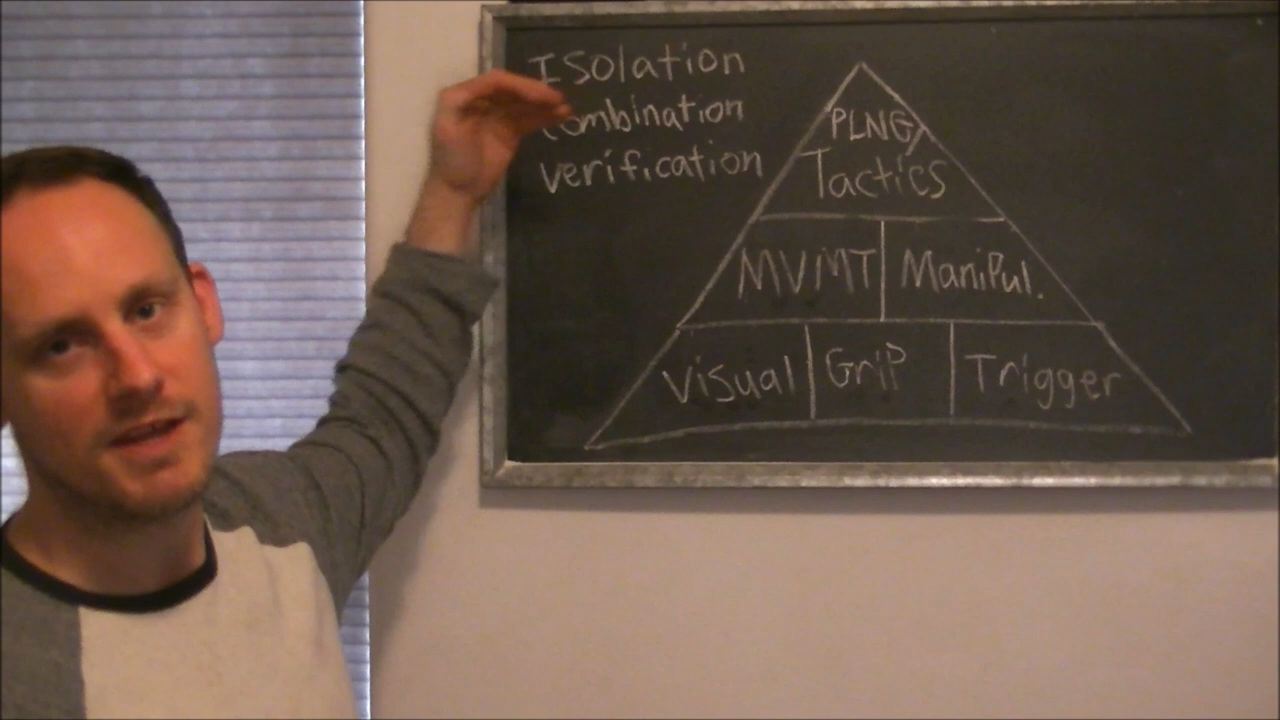 Isolation
Combination
verification
PLNG/
Tactics
MVMT
Manipul.
Visual
Grip
Trigger